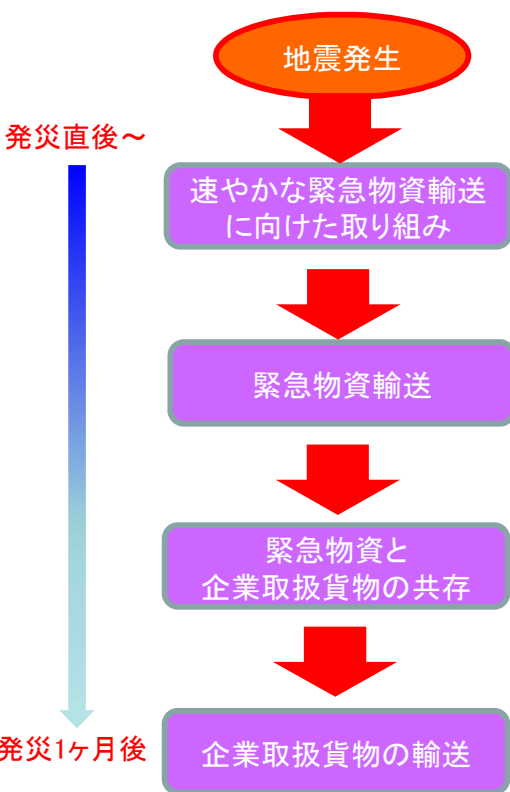 地震発生
発災直後～
速やかな緊急物資輸送
に向けた取り組み
緊急物資輸送
緊急物資と
企業取扱貨物の共存
発災1ヶ月後
企業取扱貨物の輸送